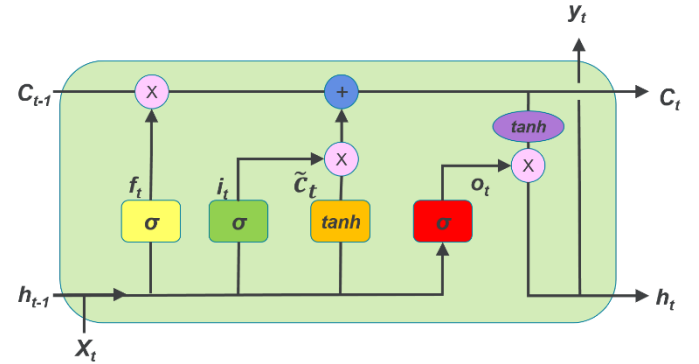 y_t
C_{t-1} X + C_t
tanh
X X
f_t i_t c̃_t o_t
σ σ tanh σ
h_{t-1} h_t
X_t